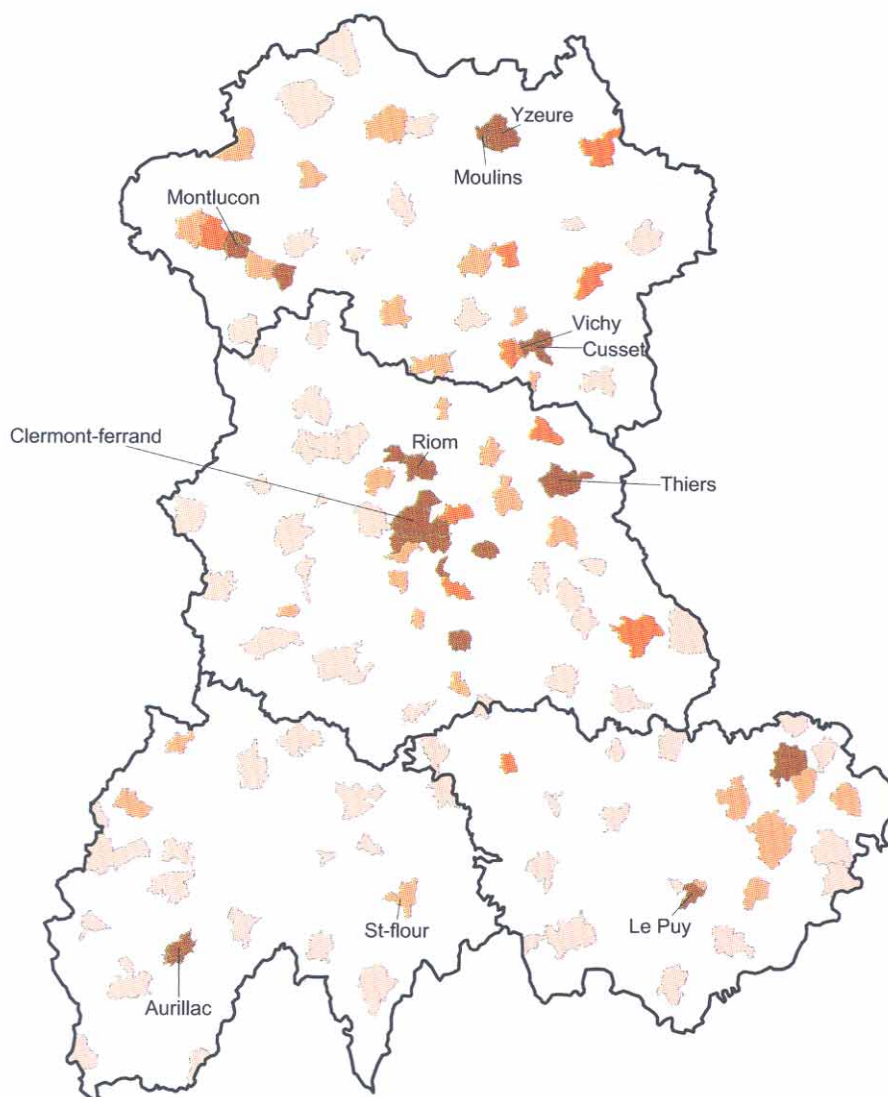 Yzeure
Moulins
Montlucon
Vichy
Cusset
Clermont-ferrand
Riom
Thiers
St-flour
Le Puy
Aurillac